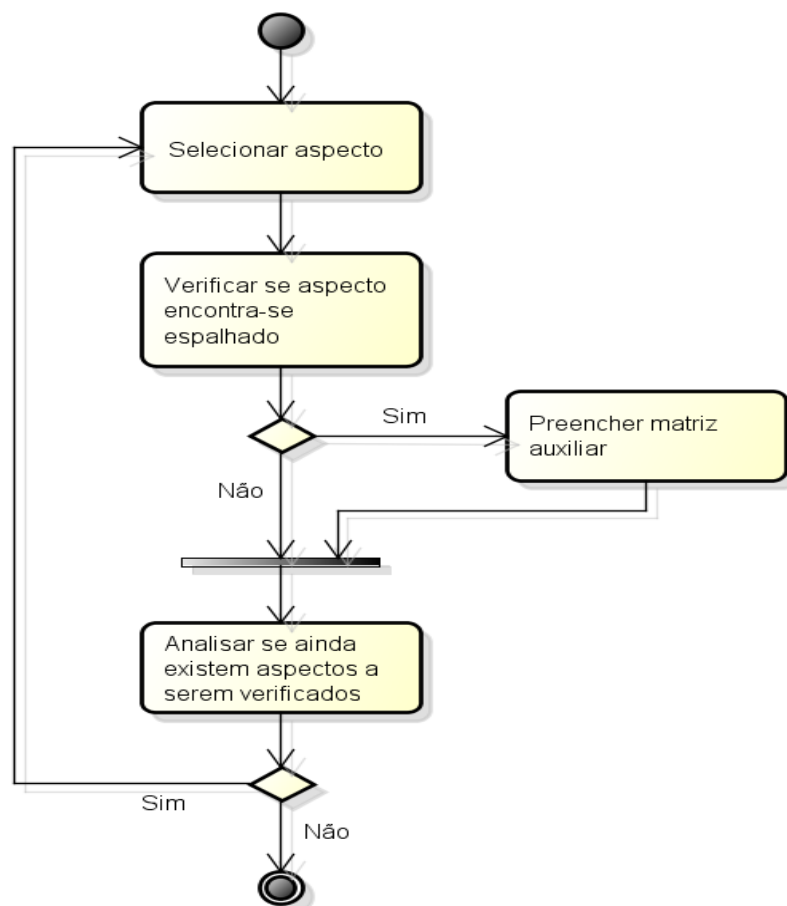 Selecionar aspecto
Verificar se aspecto
encontra-se
espalhado
Sim
Preencher matriz
auxiliar
Não
Analisar se ainda
existem aspectos a
serem verificados
Sim
Não